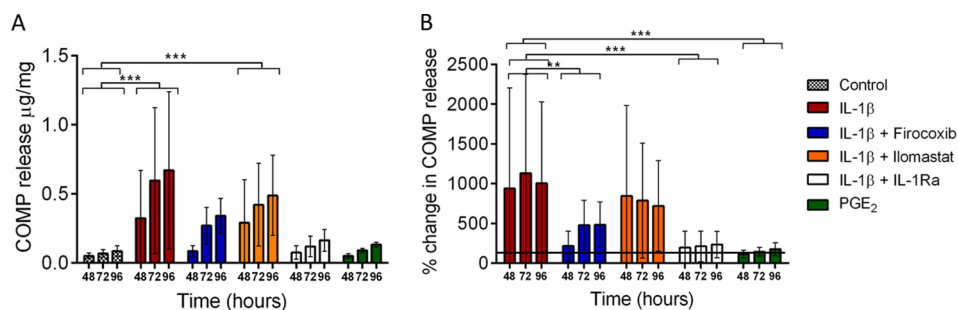 A
COMP release µg/mg
1.5
1.0
0.5
0.0
***
***
48 72 96 48 72 96 48 72 96 48 72 96 48 72 96 48 72 96
Time (hours)
B
% change in COMP release
2500
2000
1500
1000
500
0
***
***
**
48 72 96 48 72 96 48 72 96 48 72 96 48 72 96
Time (hours)
Control
IL-1β
IL-1β + Firocoxib
IL-1β + Ilomastat
IL-1β + IL-1Ra
PGE₂